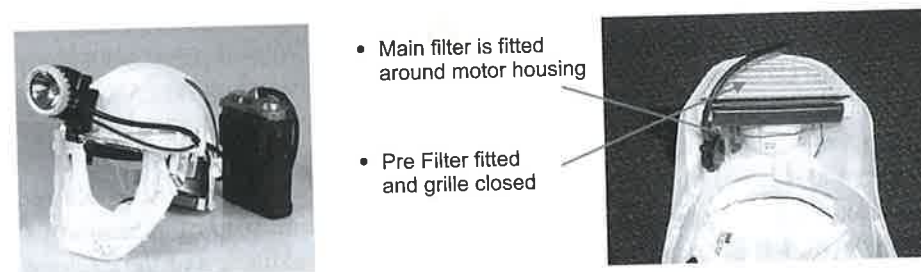 • Main filter is fitted
around motor housing
• Pre Filter fitted
and grille closed